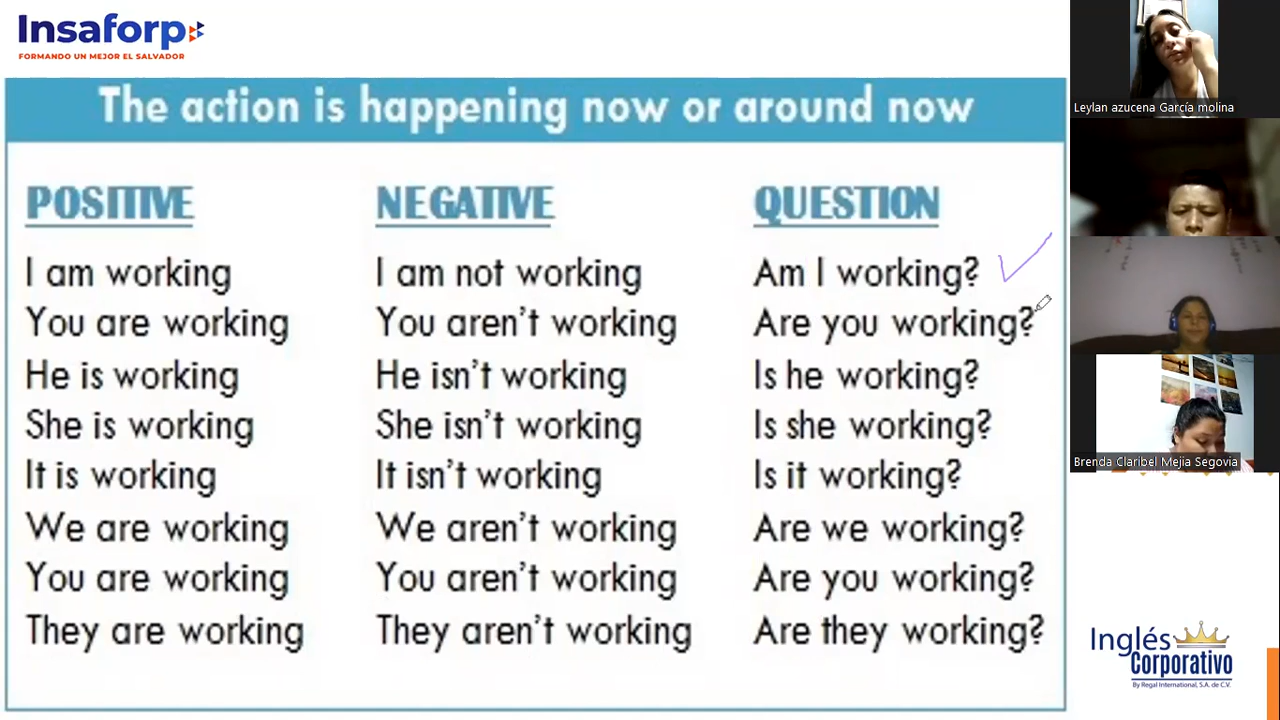 Insaforp
FORMANDO UN MEJOR EL SALVADOR
The action is happening now or around now
POSITIVE
I am working
You are working
He is working
She is working
It is working
We are working
You are working
They are working
NEGATIVE
I am not working
You aren't working
He isn't working
She isn't working
It isn't working
We aren't working
You aren't working
They aren't working
QUESTION
Am I working?
Are you working?
Is he working?
Is she working?
Is it working?
Are we working?
Are you working?
Are they working?
Leylan azucena García molina
Brenda Claribel Mejia Segovia
Inglés
Corporativo
By Regal International, S.A. de C.V.